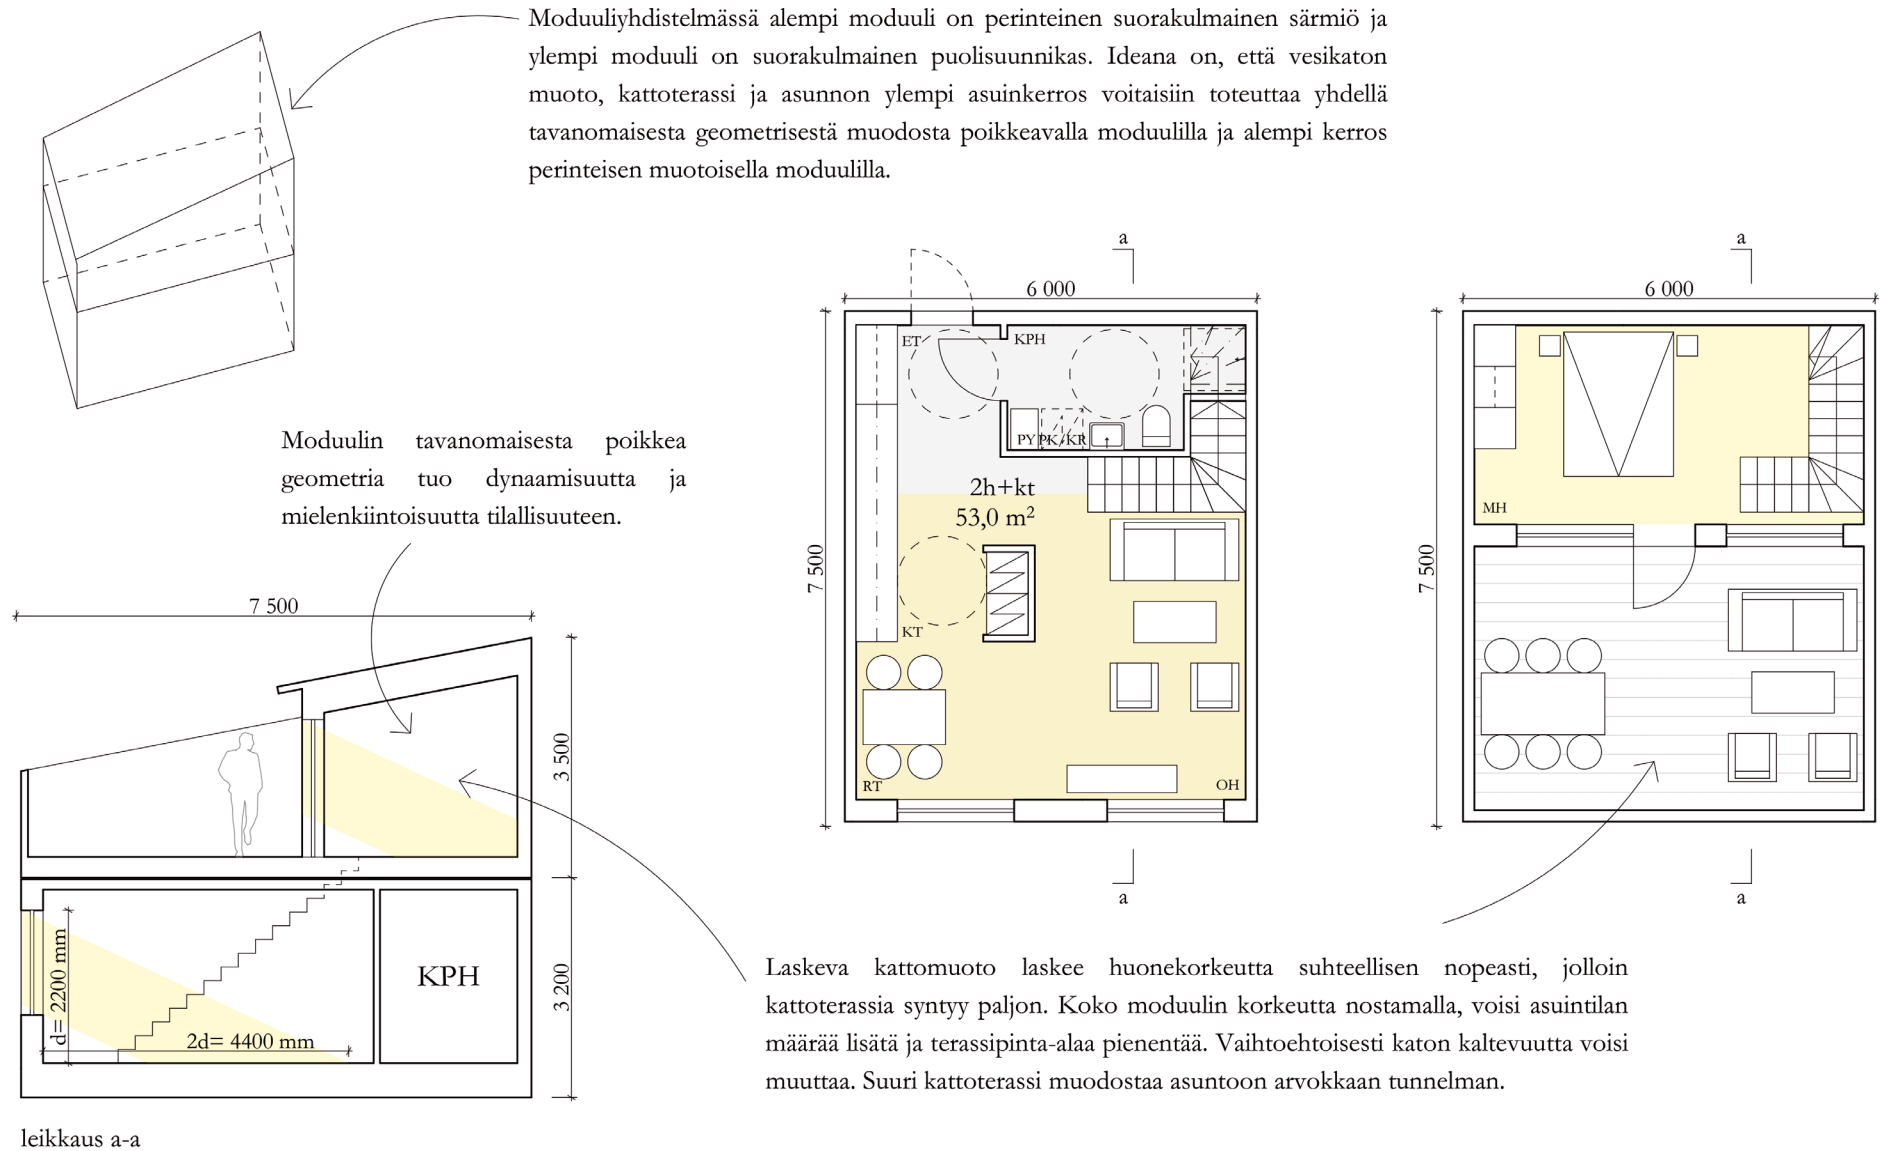 Moduuliyhdistelmässä alempi moduuli on perinteinen suorakulmainen särmiö ja
ylempi moduuli on suorakulmainen puolisuunnikas. Ideana on, että vesikaton
muoto, kattoterassi ja asunnon ylempi asuinkerros voitaisiin toteuttaa yhdellä
tavanomaisesta geometrisestä muodosta poikkeavalla moduulilla ja alempi kerros
perinteisen muotoisella moduulilla.
Moduulin tavanomaisesta poikkea
geometria tuo dynaamisuutta ja
mielenkiintoisuutta tilallisuuteen.
7 500
3 500
3 200
d= 2200 mm
2d= 4400 mm
KPH
leikkaus a-a
a
6 000
7 500
ET
KPH
PY PK+KR
2h+kt
53,0 m²
KT
RT
OH
a
a
6 000
7 500
MH
a
Laskeva kattomuoto laskee huonekorkeutta suhteellisen nopeasti, jolloin
kattoterassia syntyy paljon. Koko moduulin korkeutta nostamalla, voisi asuintilan
määrää lisätä ja terassipinta-alaa pienentää. Vaihtoehtoisesti katon kaltevuutta voisi
muuttaa. Suuri kattoterassi muodostaa asuntoon arvokkaan tunnelman.